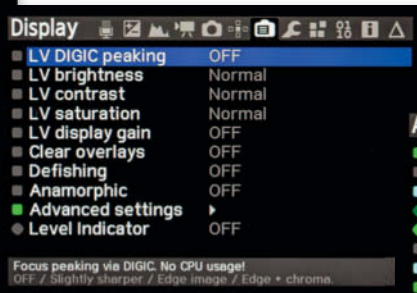 Display
LV DIGIC peaking OFF
LV brightness Normal
LV contrast Normal
LV saturation Normal
LV display gain OFF
Clear overlays OFF
Defishing OFF
Anamorphic OFF
Advanced settings
Level Indicator OFF
Focus peaking via DIGIC. No CPU usage!
OFF / Slightly sharper / Edge image / Edge + chroma.